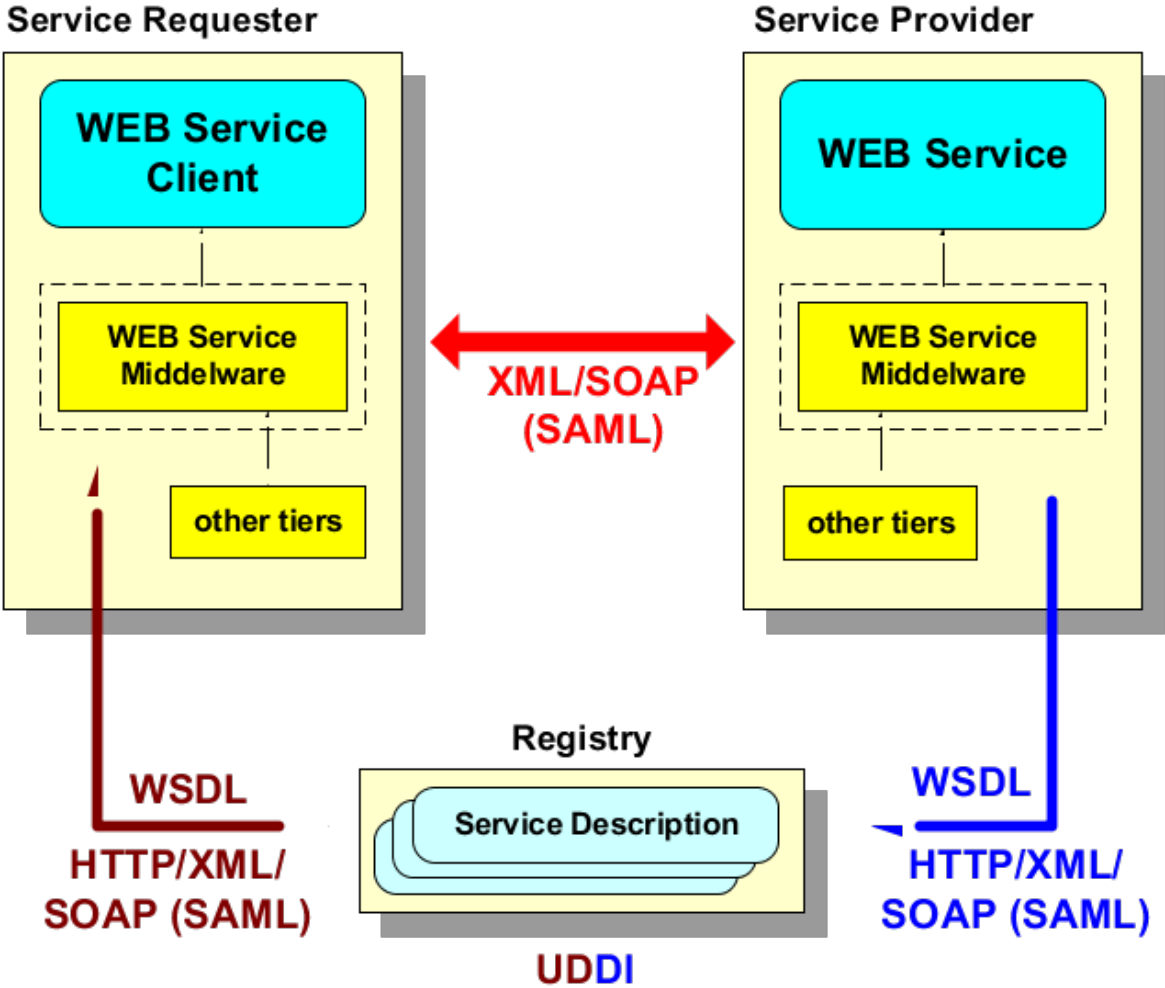 Service Requester
Service Provider
WEB Service
Client
WEB Service
WEB Service
Middelware
XML/SOAP
(SAML)
WEB Service
Middelware
other tiers
other tiers
Registry
WSDL
Service Description
WSDL
HTTP/XML/
SOAP (SAML)
HTTP/XML/
SOAP (SAML)
UDDI